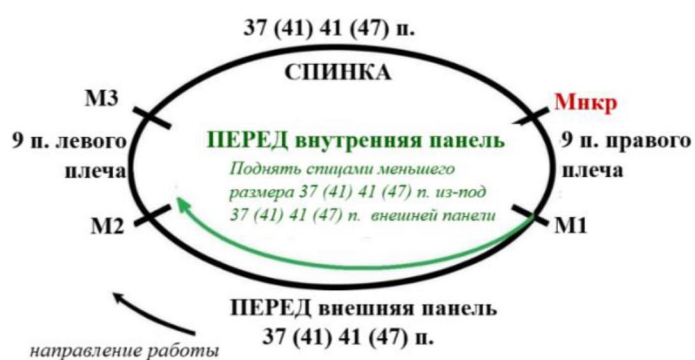 37 (41) 41 (47) п.
СПИНКА
М3
Мнкр
9 п. левого
плеча
ПЕРЕД внутренняя панель
9 п. правого
плеча
Поднять спицами меньшего
размера 37 (41) 41 (47) п. из-под
37 (41) 41 (47) п. внешней панели
М2
М1
ПЕРЕД внешняя панель
37 (41) 41 (47) п.
направление работы